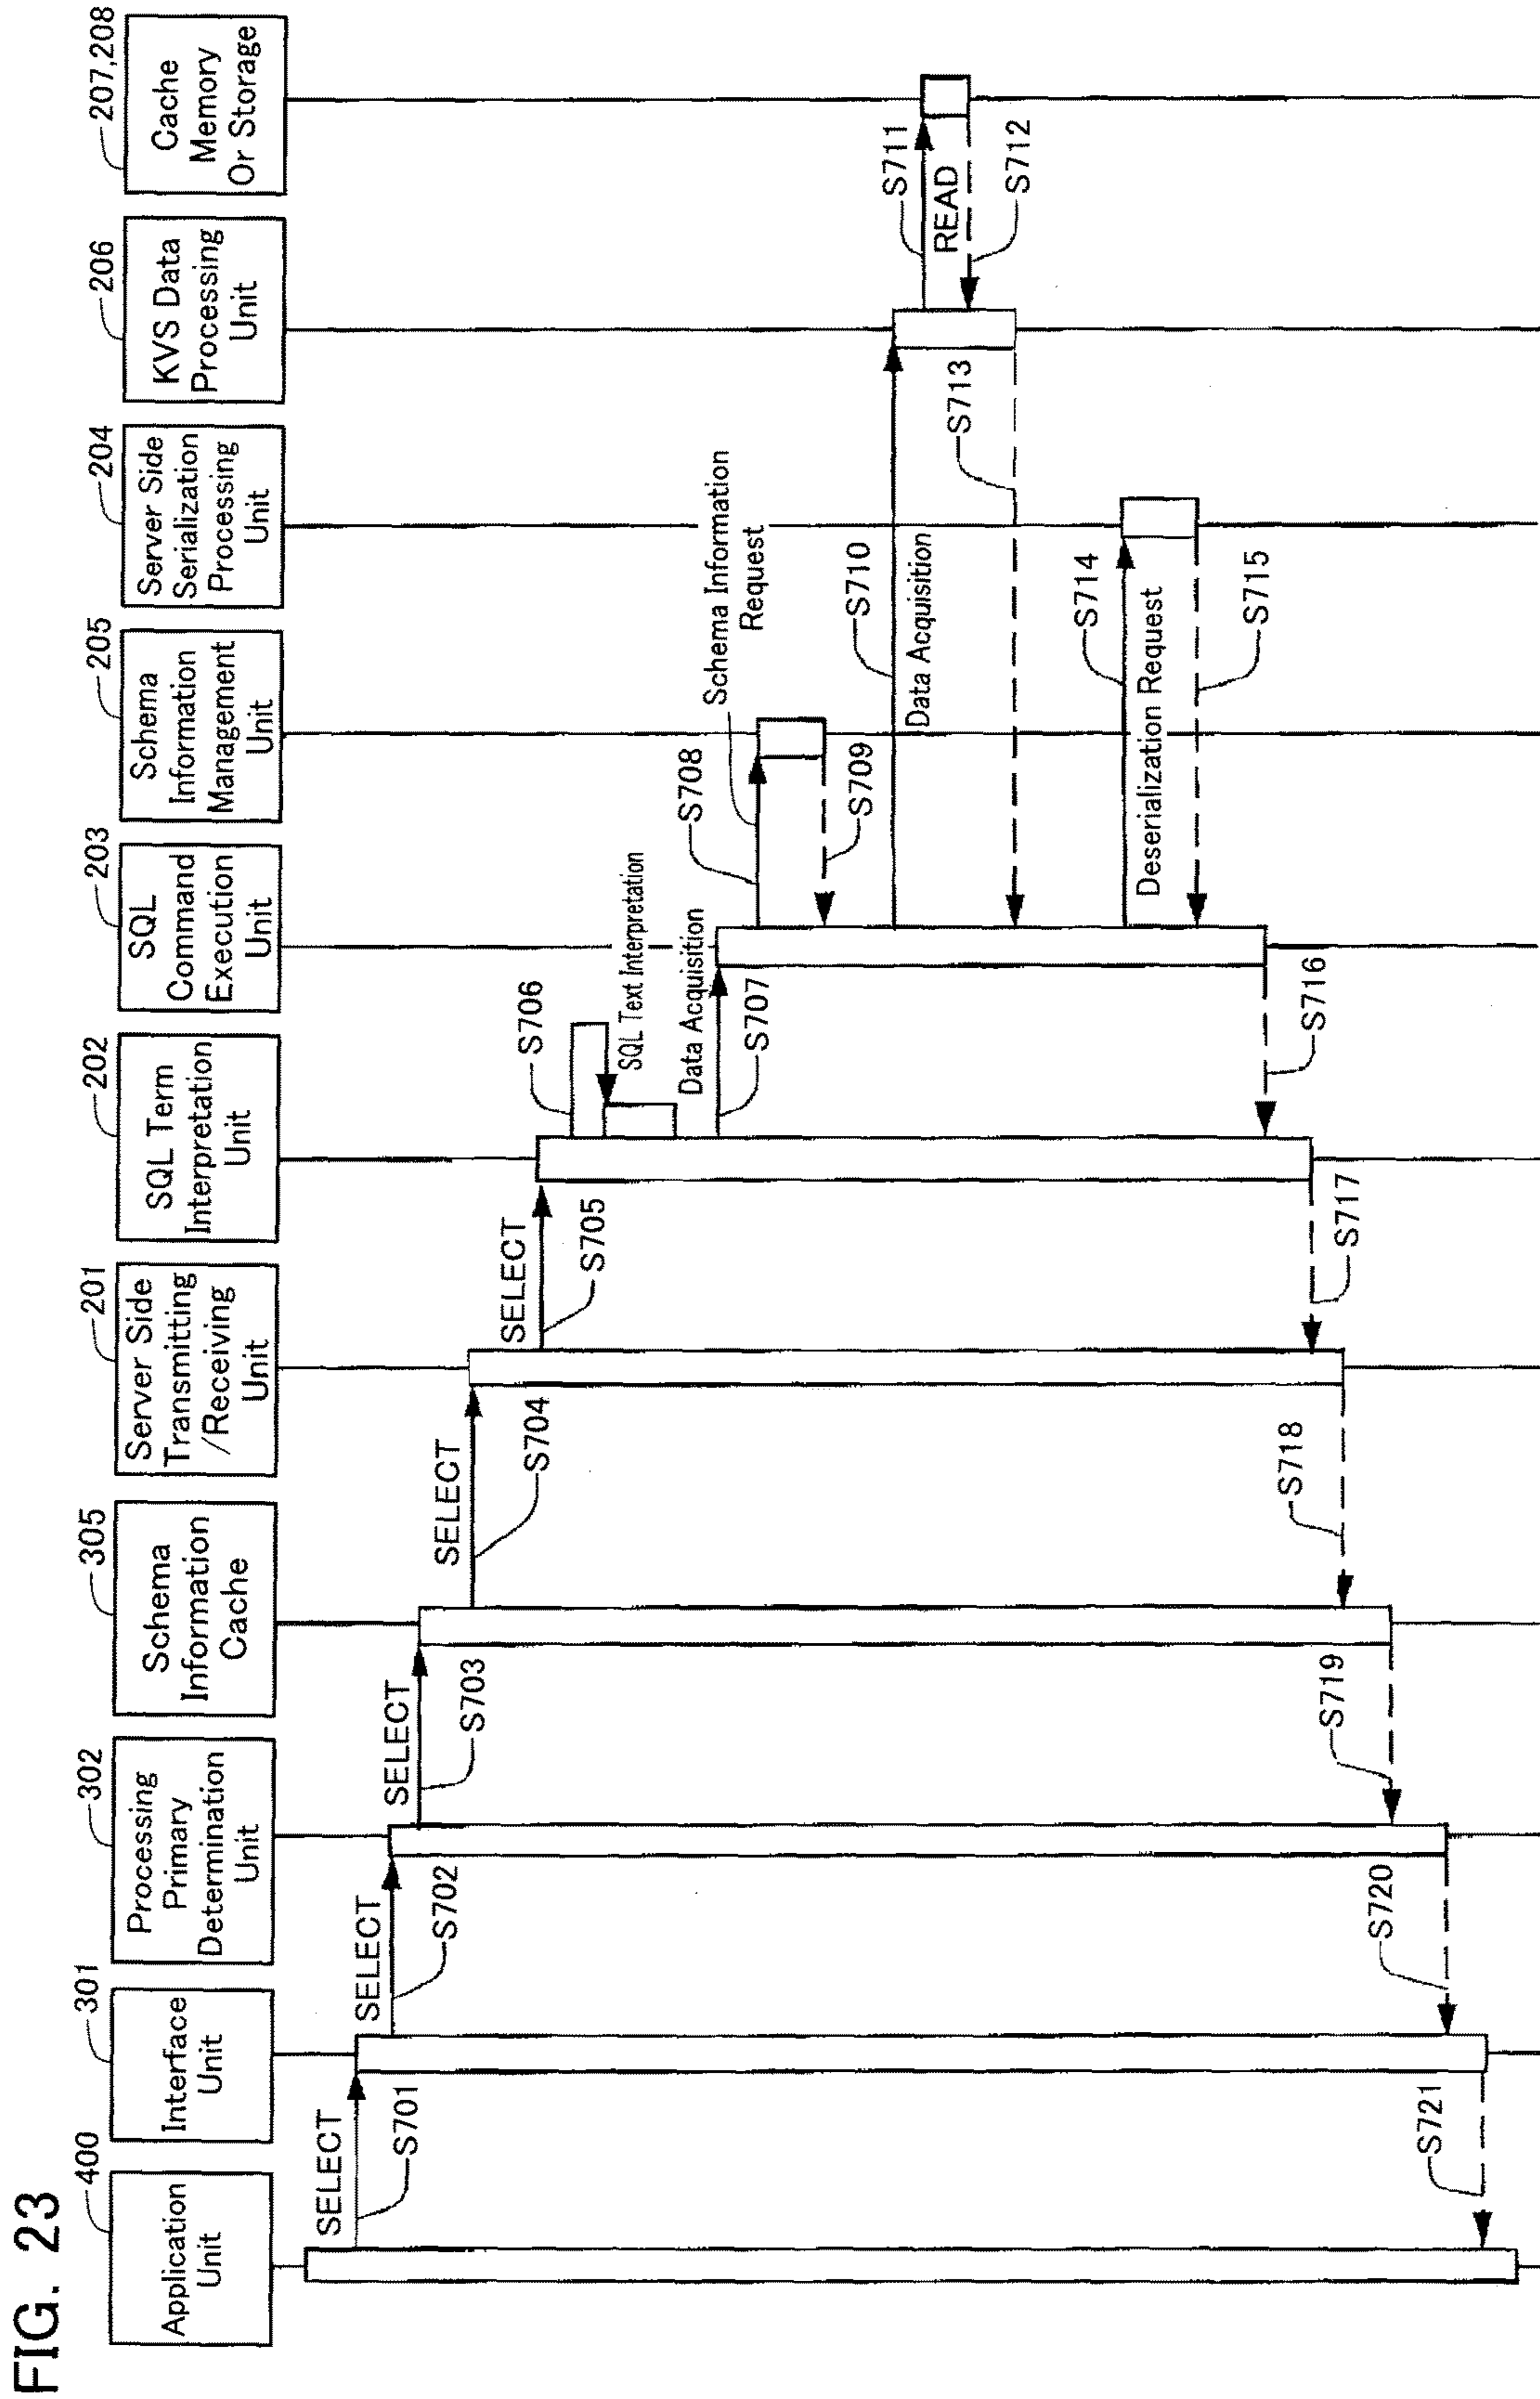 FIG. 23
400
Application
Unit
301
Interface
Unit
302
Processing
Primary
Determination
Unit
305
Schema
Information
Cache
201
Server Side
Transmitting
/Receiving
Unit
202
SQL Term
Interpretation
Unit
203
SQL
Command
Execution
Unit
205
Schema
Information
Management
Unit
204
Server Side
Serialization
Processing
Unit
206
KVS Data
Processing
Unit
207,208
Cache
Memory
Or Storage
SELECT
S701
SELECT
S702
SELECT
S703
SELECT
S704
SELECT
S705
S706
SQL Text Interpretation
Data Acquisition
S707
S708
Schema Information
Request
S709
S710
Data Acquisition
S711
READ
S712
S713
S714
Deserialization Request
S715
S716
S717
S718
S719
S720
S721